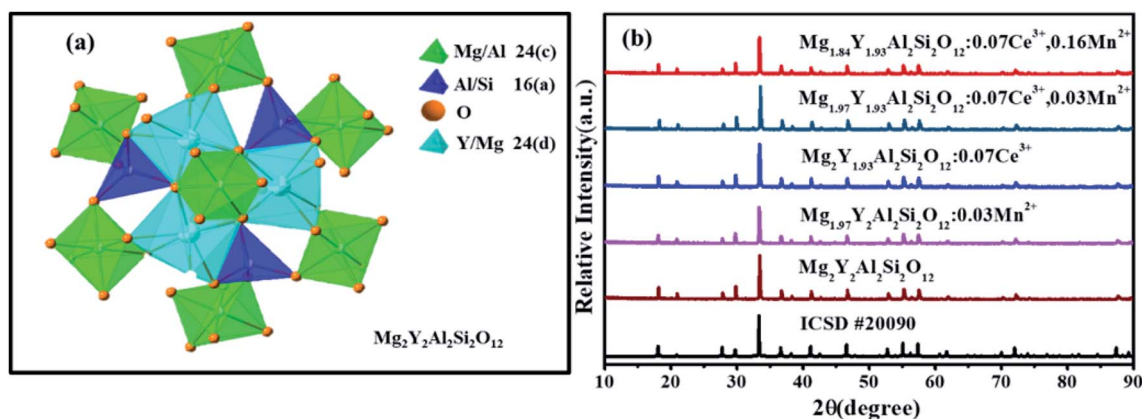 (a)
Mg/Al 24(c)
Al/Si 16(a)
O
Y/Mg 24(d)
Mg₂Y₂Al₂Si₂O₁₂
(b)
Relative Intensity(a.u.)
Mg₁.₈₄Y₁.₉₃Al₂Si₂O₁₂:0.07Ce³⁺,0.16Mn²⁺
Mg₁.₉₇Y₁.₉₃Al₂Si₂O₁₂:0.07Ce³⁺,0.03Mn²⁺
Mg₂Y₁.₉₃Al₂Si₂O₁₂:0.07Ce³⁺
Mg₁.₉₇Y₂Al₂Si₂O₁₂:0.03Mn²⁺
Mg₂Y₂Al₂Si₂O₁₂
ICSD #20090
10 20 30 40 50 60 70 80 90
2θ(degree)